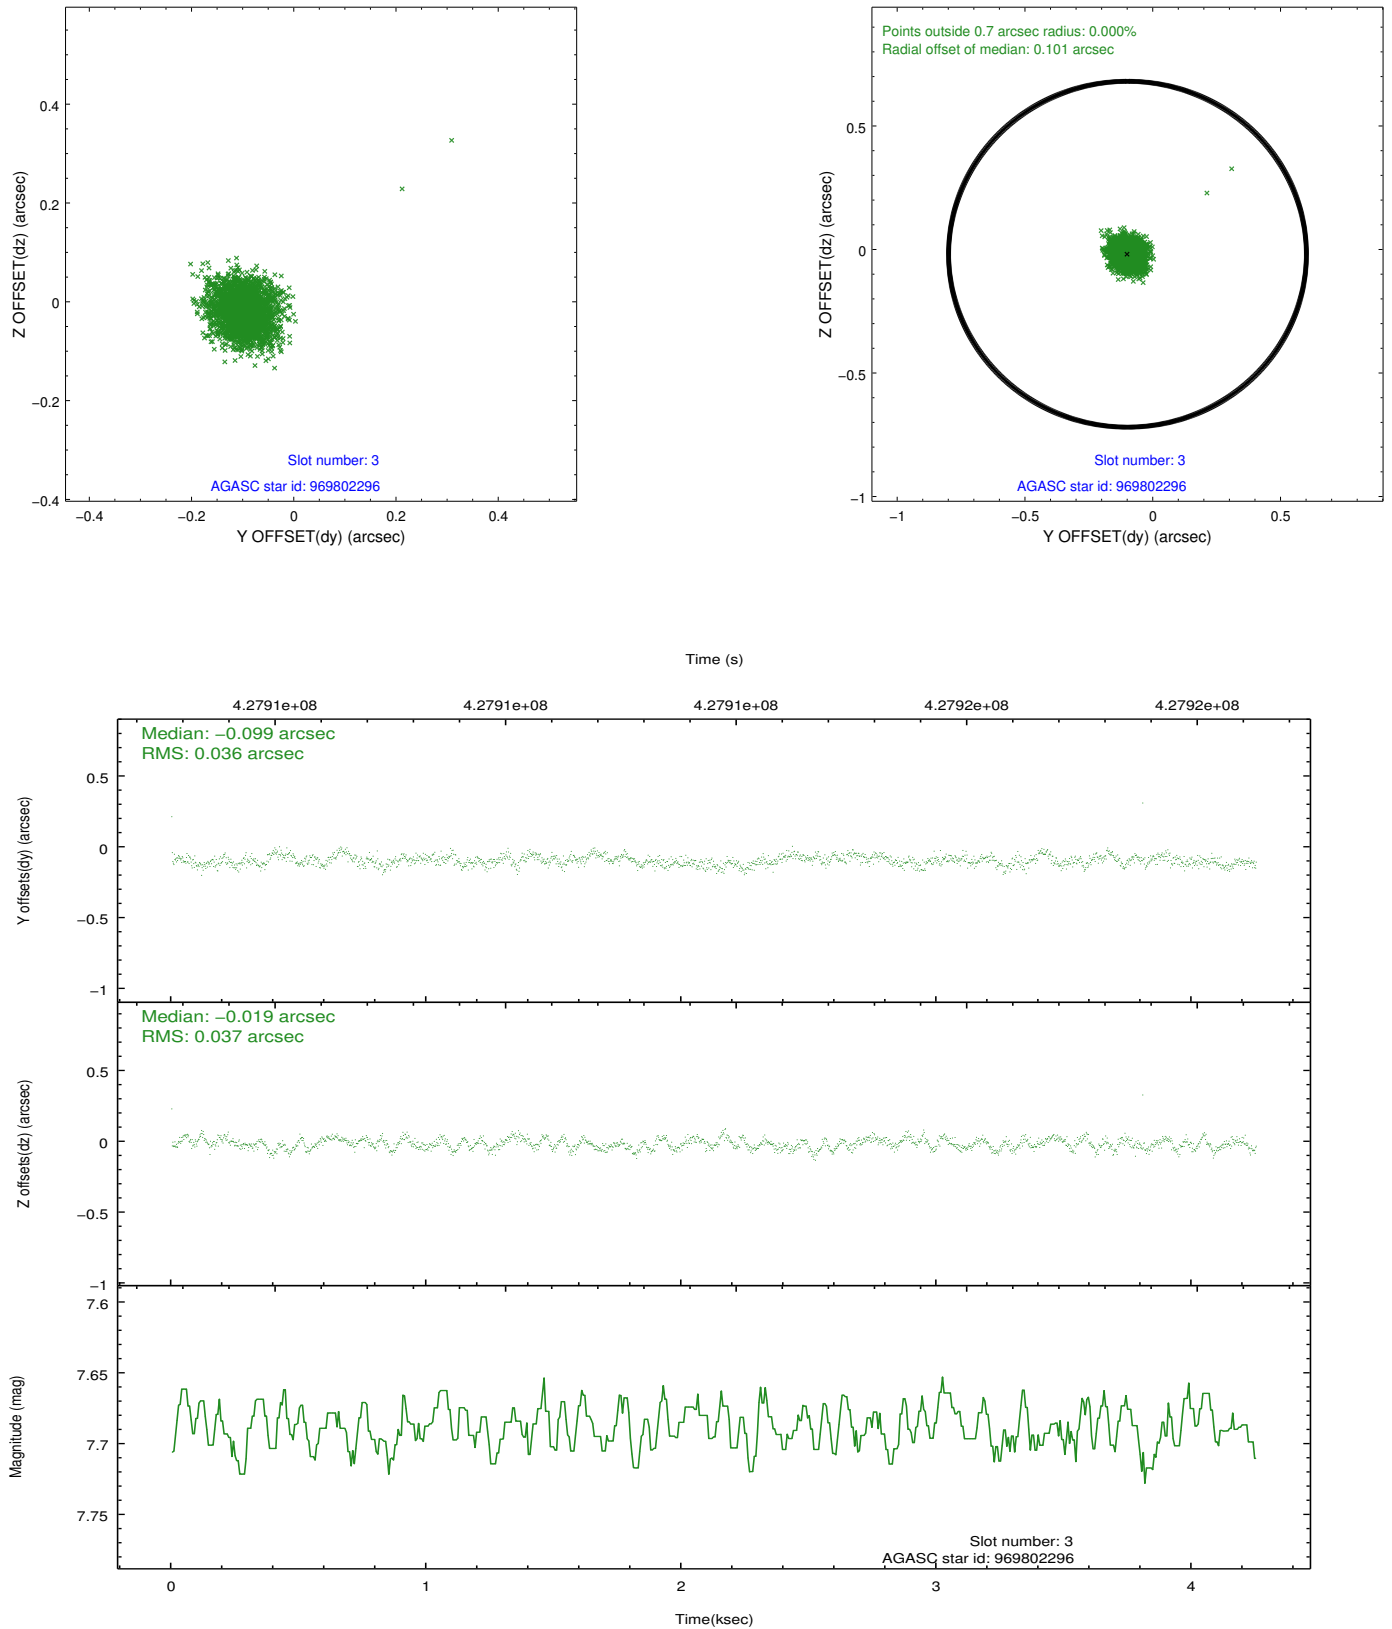 0.4
0.2
0
−0.2
−0.4
−0.4
−0.2
0
0.2
0.4
Z OFFSET(dz) (arcsec)
Y OFFSET(dy) (arcsec)
Slot number: 3
AGASC star id: 969802296
Points outside 0.7 arcsec radius: 0.000%
Radial offset of median: 0.101 arcsec
0.5
0
−0.5
−1
−1
−0.5
0
0.5
Z OFFSET(dz) (arcsec)
Y OFFSET(dy) (arcsec)
Slot number: 3
AGASC star id: 969802296
Time (s)
4.2791e+08
4.2791e+08
4.2791e+08
4.2792e+08
4.2792e+08
Median: −0.099 arcsec
RMS: 0.036 arcsec
0.5
0
−0.5
−1
Y offsets(dy) (arcsec)
Median: −0.019 arcsec
RMS: 0.037 arcsec
0.5
0
−0.5
−1
Z offsets(dz) (arcsec)
7.6
7.65
7.7
7.75
Magnitude (mag)
Slot number: 3
AGASC star id: 969802296
0
1
2
3
4
Time(ksec)